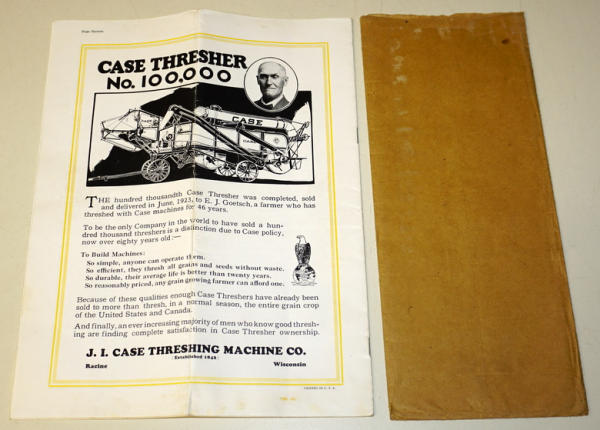 CASE THRESHER
No. 100,000
CASE
THE hundred thousandth Case Thresher was completed, sold
and delivered in June, 1923, to E. J. Goetsch, a farmer who has
threshed with Case machines for 46 years.
To be the only Company in the world to have sold a hun-
dred thousand threshers is a distinction due to Case policy,
now over eighty years old:—
To Build Machines:
So simple, anyone can operate them.
So efficient, they thresh all grains and seeds without waste.
So durable, their average life is better than twenty years.
So reasonably priced, any grain growing farmer can afford one.
Because of these qualities enough Case Threshers have already been
sold to more than thresh, in a normal season, the entire grain crop
of the United States and Canada.
And finally, an ever increasing majority of men who know good thresh-
ing are finding complete satisfaction in Case Thresher ownership.
J. I. CASE THRESHING MACHINE CO.
Established 1842
Racine Wisconsin